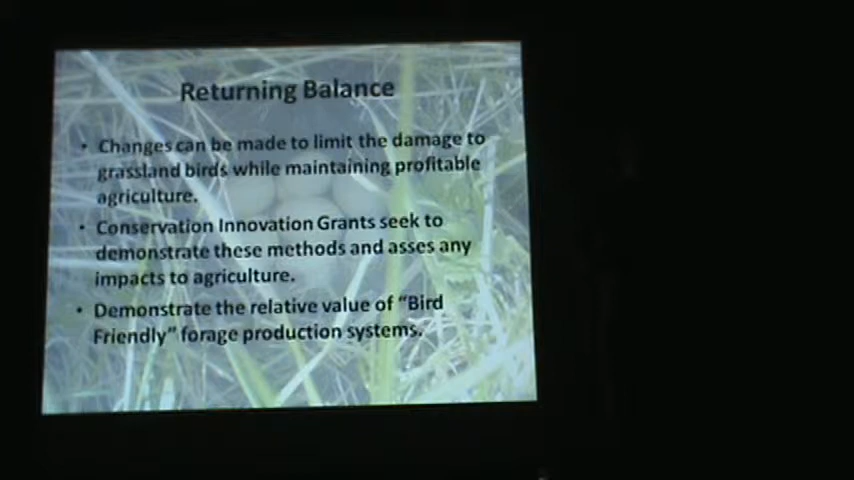 Returning Balance
• Changes can be made to limit the damage to
grassland birds while maintaining profitable
agriculture.
• Conservation Innovation Grants seek to
demonstrate these methods and asses any
impacts to agriculture.
• Demonstrate the relative value of “Bird
Friendly” forage production systems.